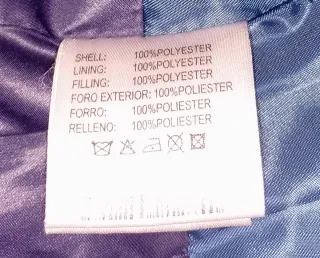 SHELL: 100%POLYESTER
LINING: 100%POLYESTER
FILLING: 100%POLYESTER
FORO EXTERIOR: 100%POLIESTER
FORRO: 100%POLIESTER
RELLENO: 100%POLIESTER